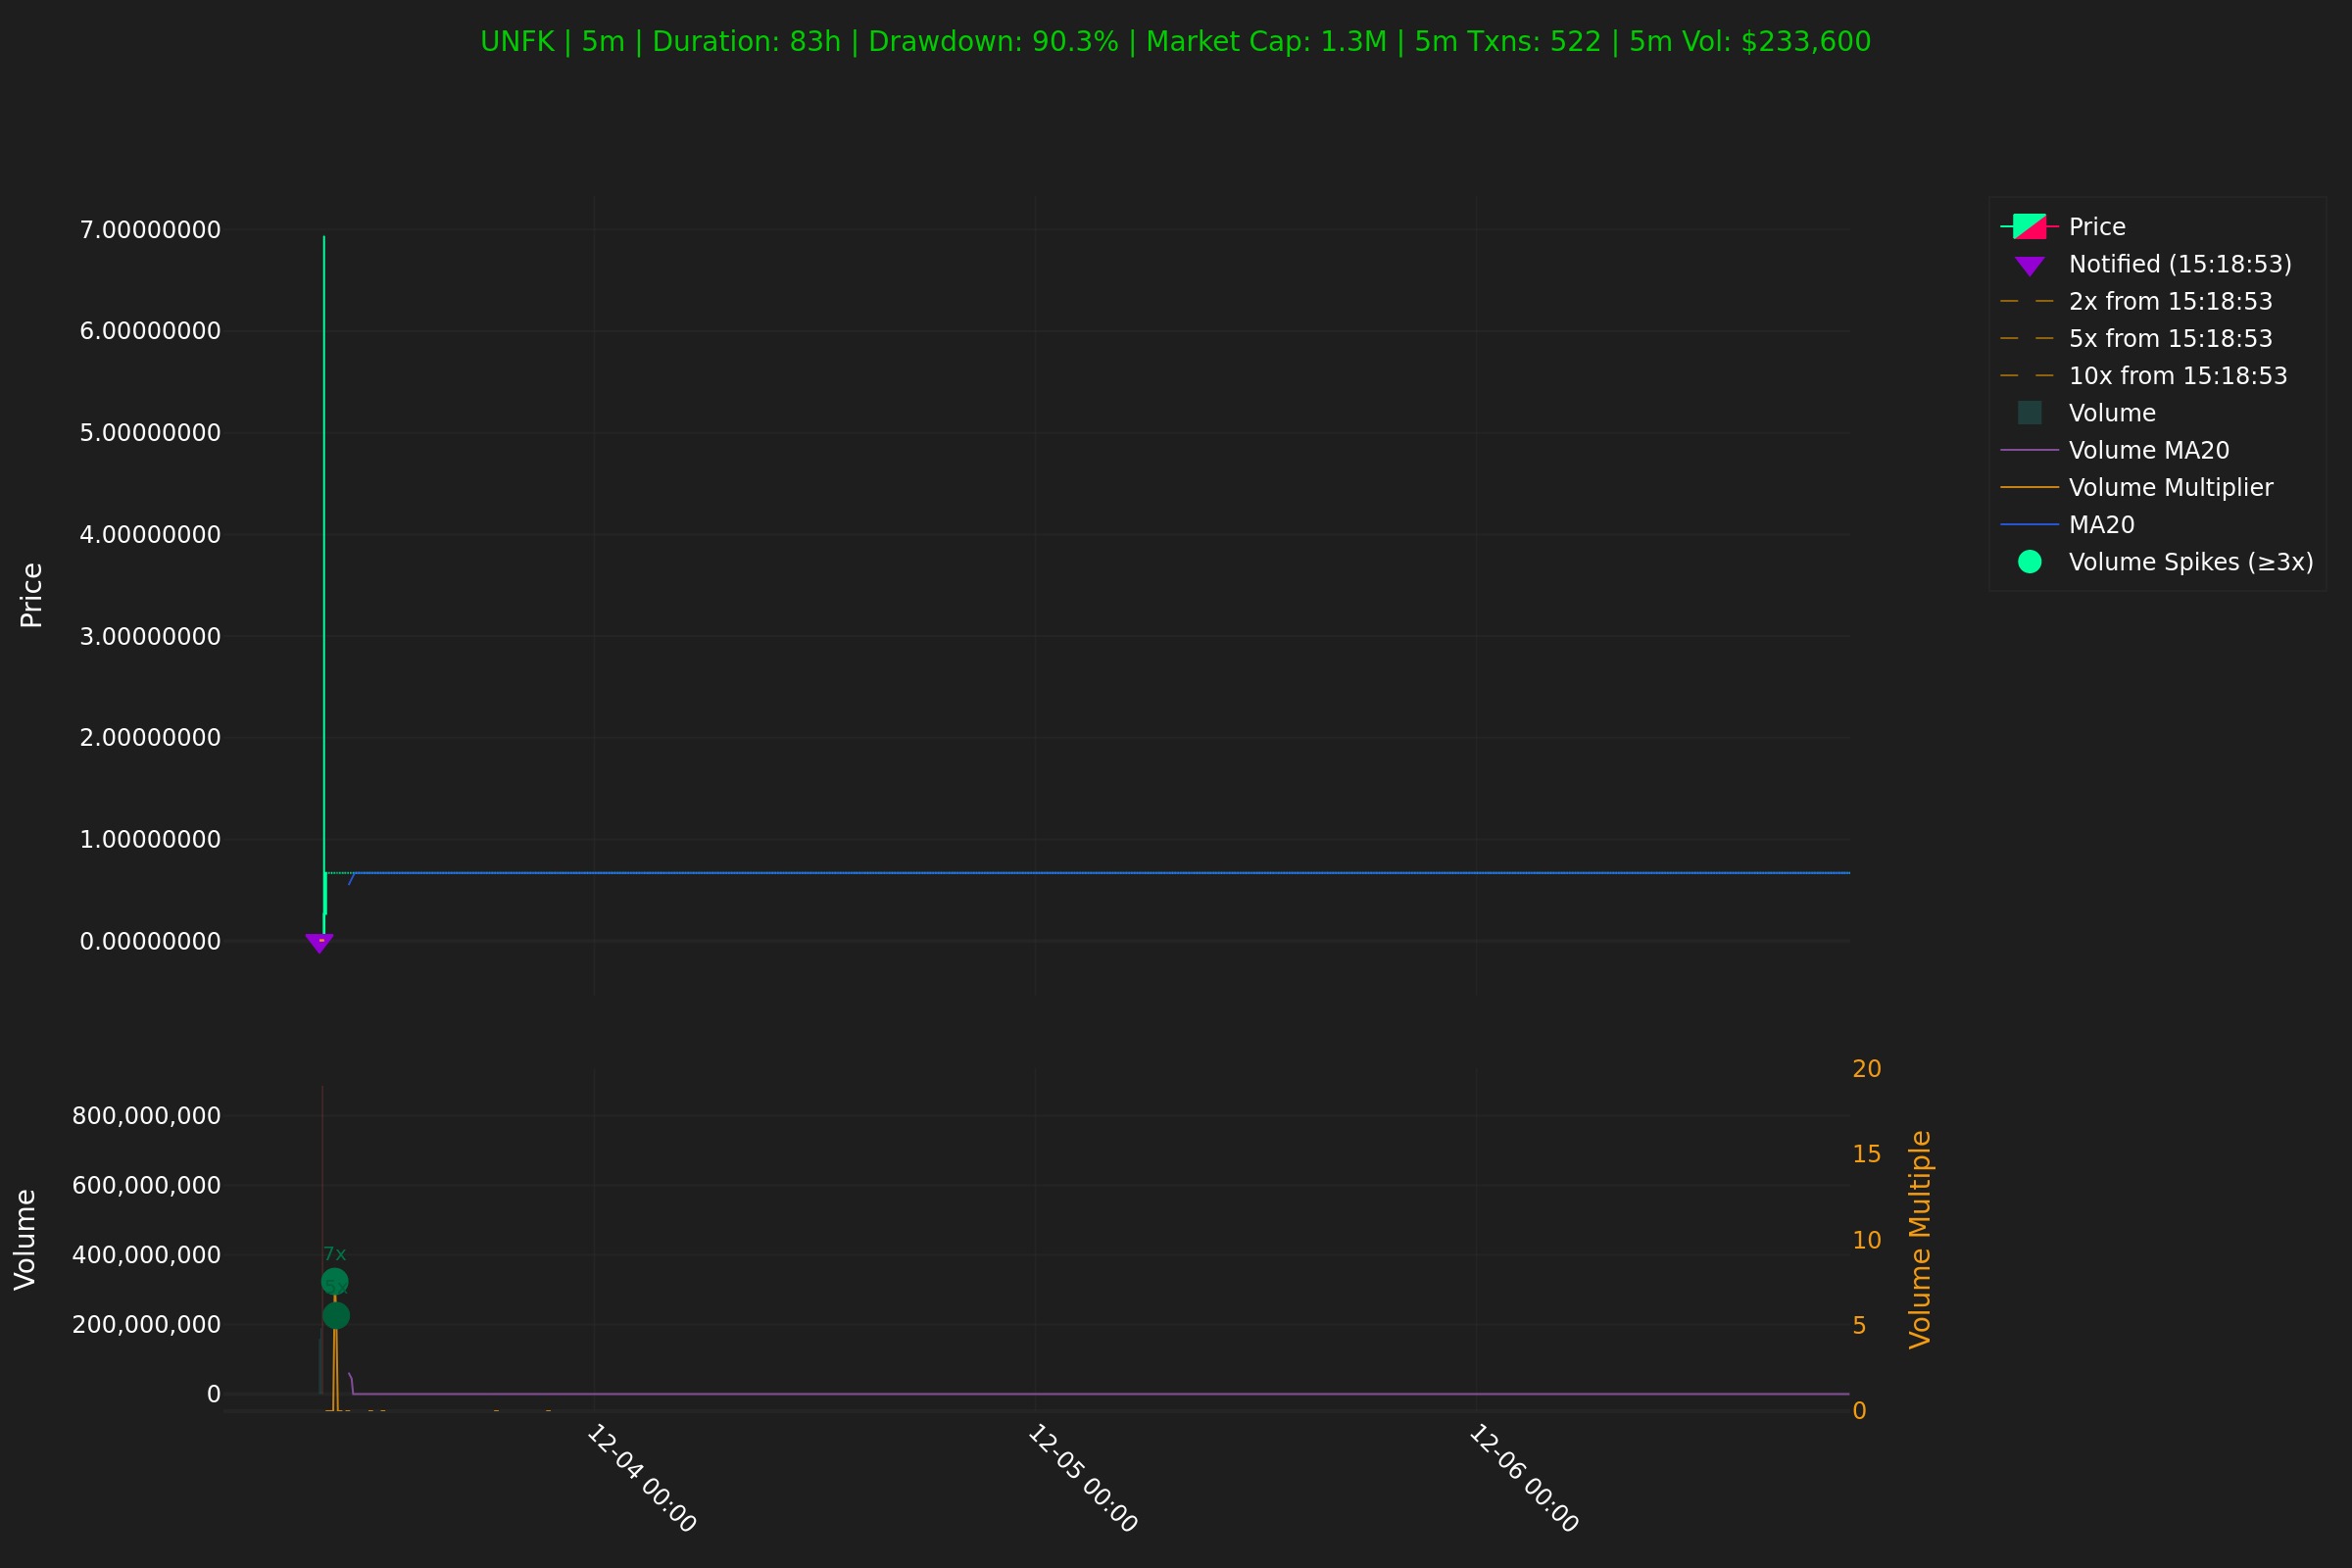 UNFK | 5m | Duration: 83h | Drawdown: 90.3% | Market Cap: 1.3M | 5m Txns: 522 | 5m Vol: $233,600
Price
7.00000000
6.00000000
5.00000000
4.00000000
3.00000000
2.00000000
1.00000000
0.00000000
Price
Notified (15:18:53)
2x from 15:18:53
5x from 15:18:53
10x from 15:18:53
Volume
Volume MA20
Volume Multiplier
MA20
Volume Spikes (≥3x)
Volume
800,000,000
600,000,000
400,000,000
200,000,000
0
7x
5x
20
15
10
5
0
Volume Multiple
12-04 00:00
12-05 00:00
12-06 00:00